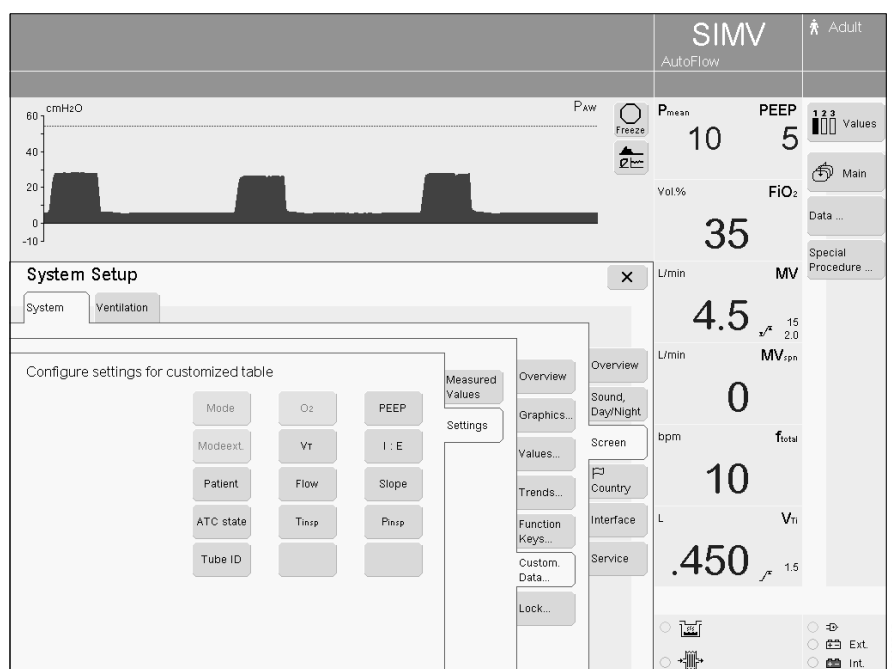 SIMV
AutoFlow
Adult
cmH2O
PAW
60
40
20
0
-10
Freeze
Pmean PEEP
10 5
Vol.% FiO2
35
L/min MV
4.5
15
2.0
L/min MVspn
0
bpm ftotal
10
L VTi
.450
1.5
1 2 3
Values
Main
Data ...
Special
Procedure ...
System Setup
×
System
Ventilation
Configure settings for customized table
Mode O2 PEEP
Modeext. VT I : E
Patient Flow Slope
ATC state Tinsp Pinsp
Tube ID
Measured
Values
Settings
Overview
Graphics...
Values...
Trends...
Function
Keys...
Custom.
Data...
Lock...
Overview
Sound,
Day/Night
Screen
Country
Interface
Service
Ext.
Int.